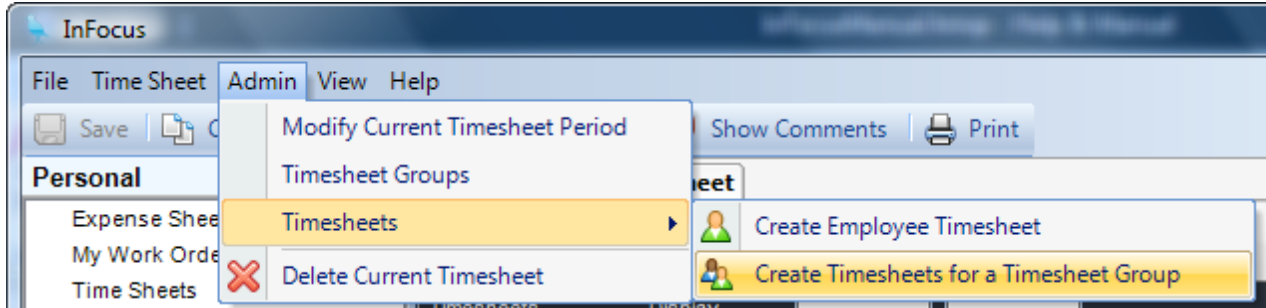 InFocus
File Time Sheet Admin View Help
Save Show Comments Print
Modify Current Timesheet Period
Personal
Timesheet Groups
Expense Shee
Timesheets
Create Employee Timesheet
My Work Orde
Delete Current Timesheet
Create Timesheets for a Timesheet Group
Time Sheets